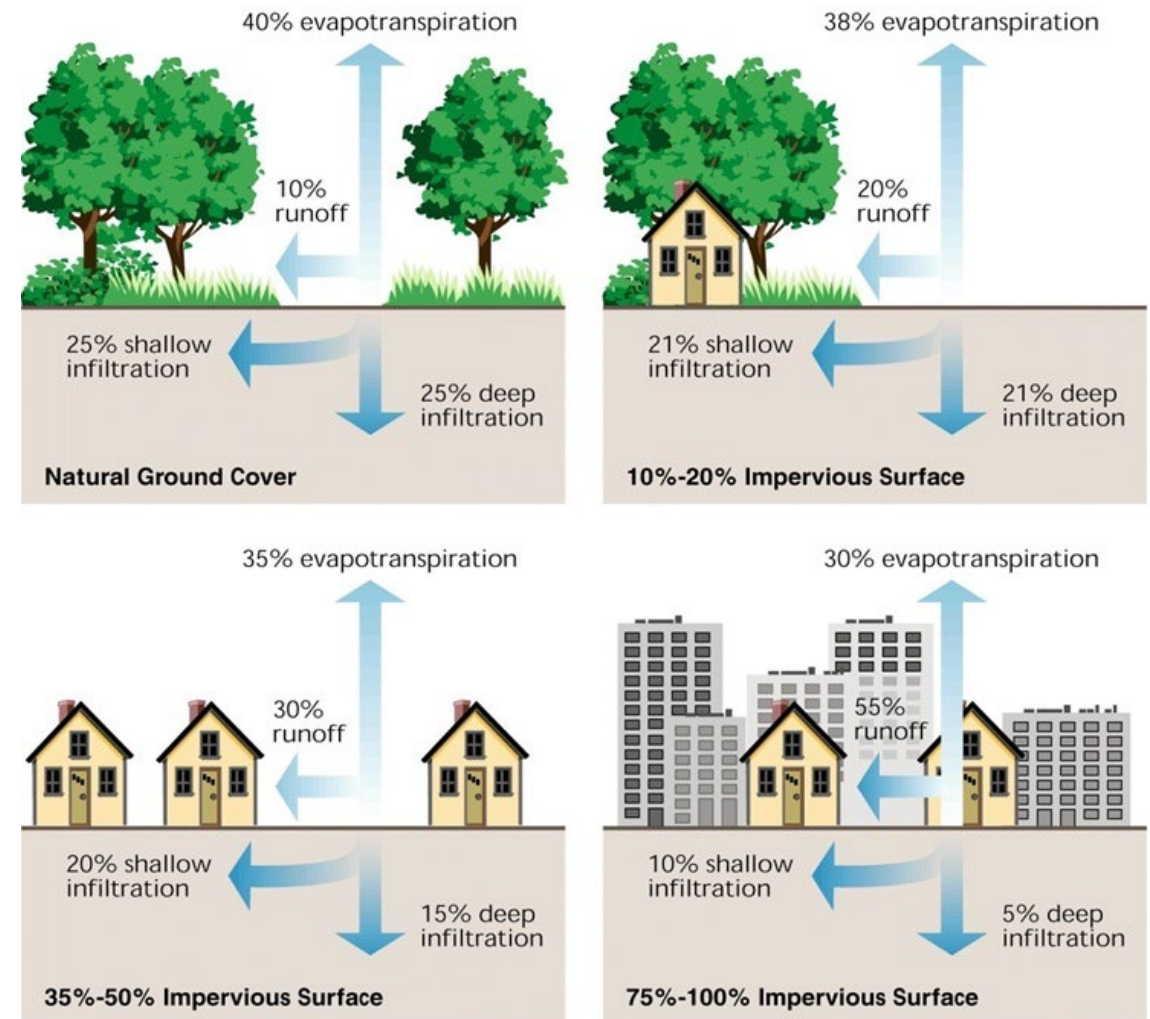 40% evapotranspiration
10%
runoff
25% shallow
infiltration
25% deep
infiltration
Natural Ground Cover
38% evapotranspiration
20%
runoff
21% shallow
infiltration
21% deep
infiltration
10%-20% Impervious Surface
35% evapotranspiration
30%
runoff
20% shallow
infiltration
15% deep
infiltration
35%-50% Impervious Surface
30% evapotranspiration
55%
runoff
10% shallow
infiltration
5% deep
infiltration
75%-100% Impervious Surface